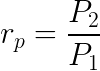 r_p = \frac{P_2}{P_1}